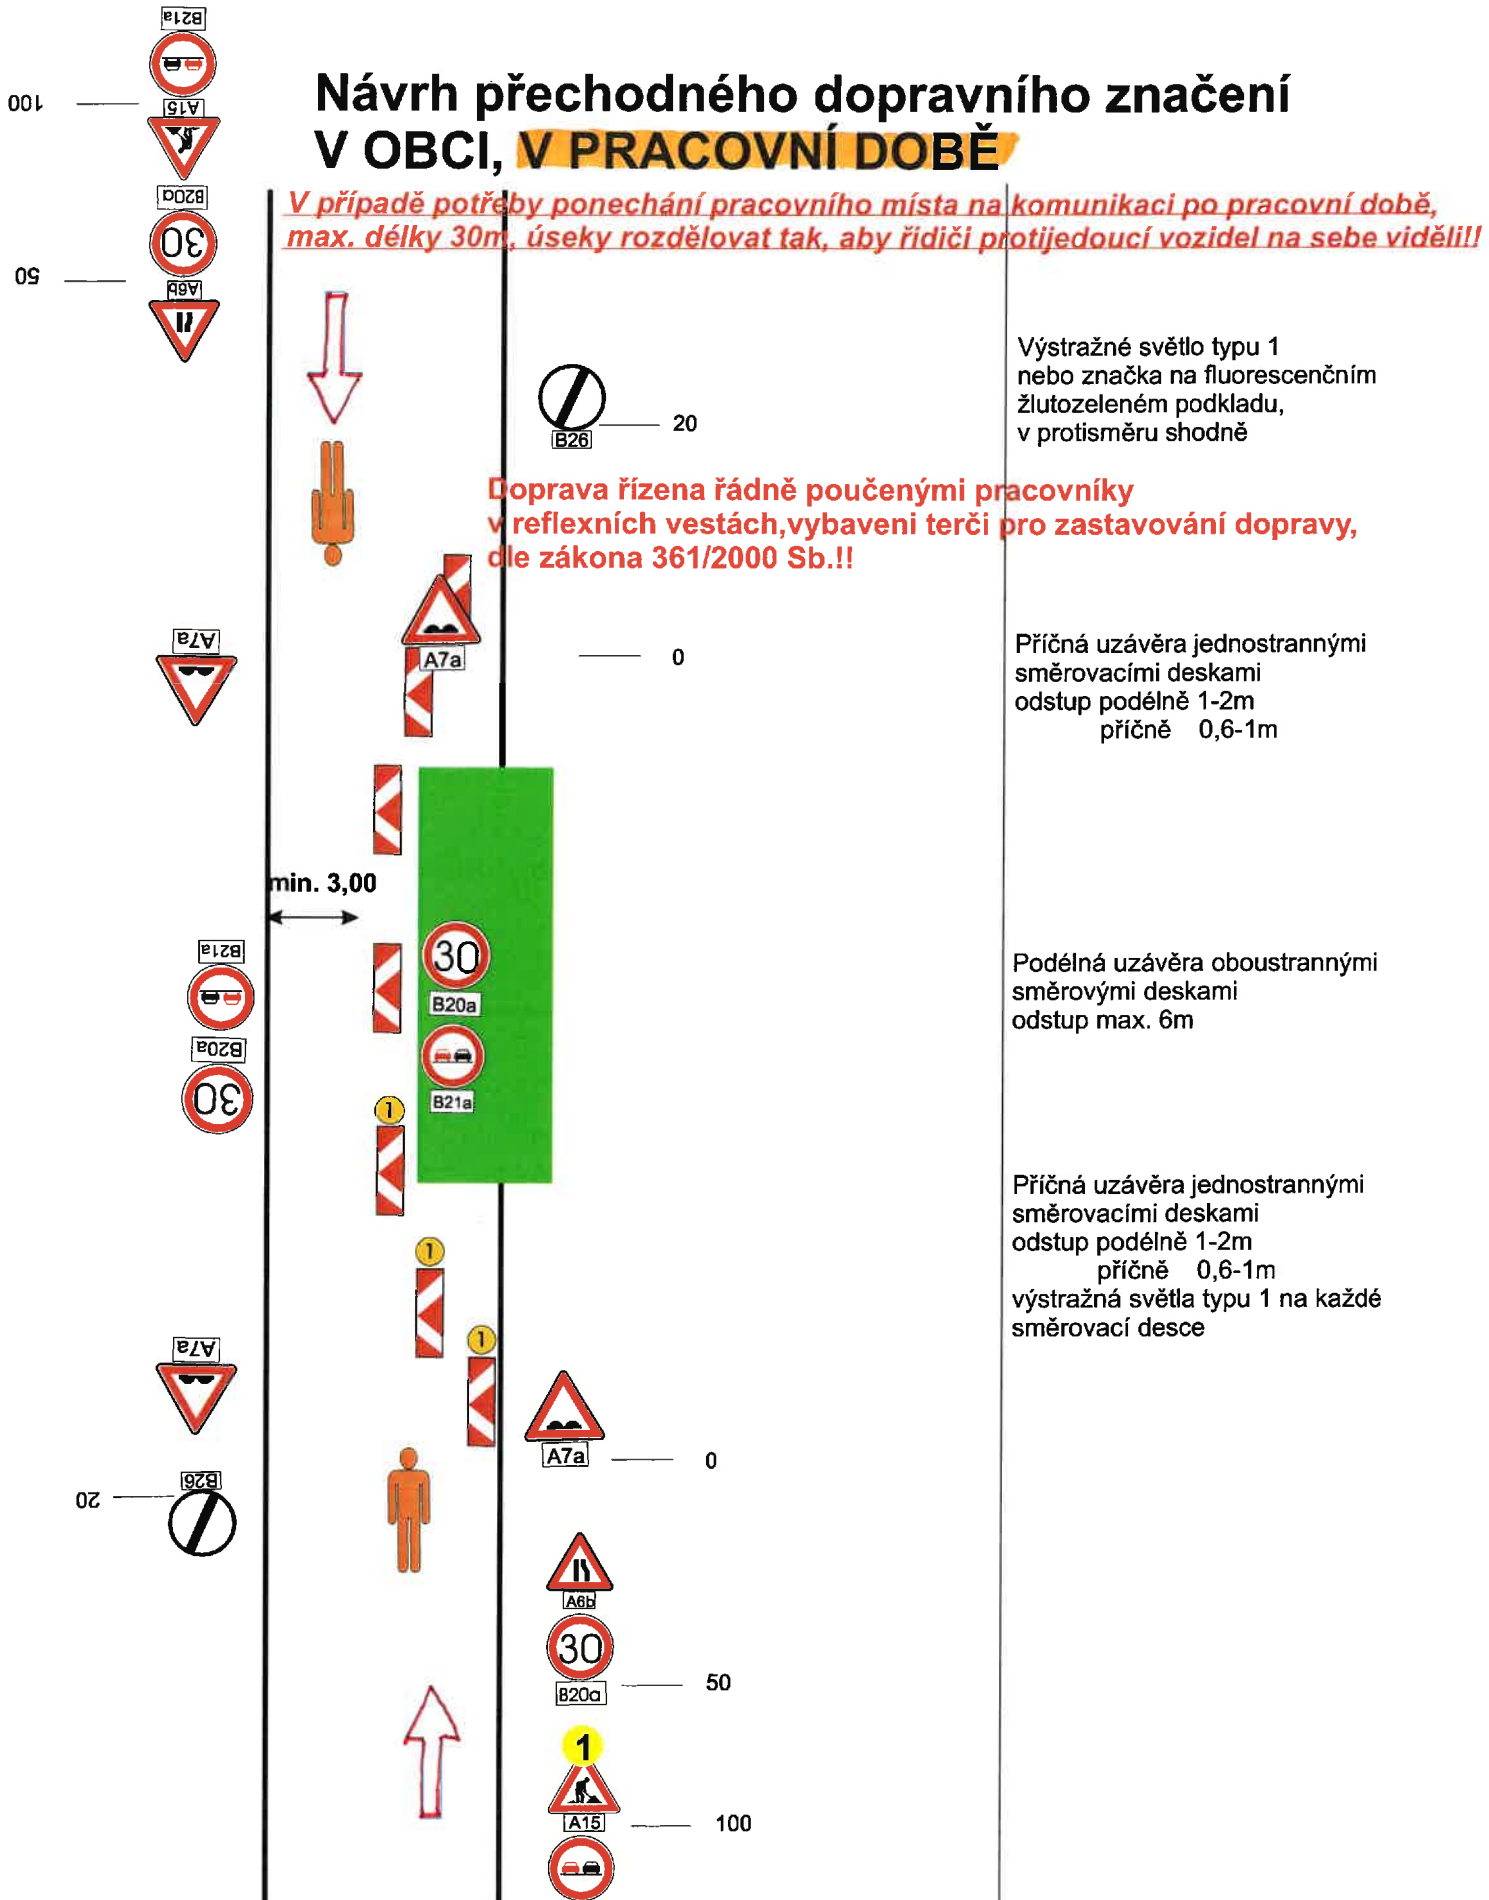 B21a
100
A15
Návrh přechodného dopravního značení
V OBCI, V PRACOVNÍ DOBĚ
B20a
V případě potřeby ponechání pracovního místa na komunikaci po pracovní době,
30
max. délky 30m, úseky rozdělovat tak, aby řidiči protijedoucí vozidel na sebe viděli!!
50
A6b
Výstražné světlo typu 1
nebo značka na fluorescenčním
žlutozeleném podkladu,
v protisměru shodně
20
B26
Doprava řízena řádně poučenými pracovníky
v reflexních vestách,vybaveni terči pro zastavování dopravy,
dle zákona 361/2000 Sb.!!
A7a
A7a
0
Příčná uzávěra jednostrannými
směrovacími deskami
odstup podélně 1-2m
příčně 0,6-1m
min. 3,00
B21a
30
B20a
Podélná uzávěra oboustrannými
směrovými deskami
odstup max. 6m
B20a
30
B21a
1
Příčná uzávěra jednostrannými
směrovacími deskami
odstup podélně 1-2m
příčně 0,6-1m
výstražná světla typu 1 na každé
směrovací desce
1
1
A7a
A7a
0
B26
20
A6b
30
B20a
50
1
A15
100